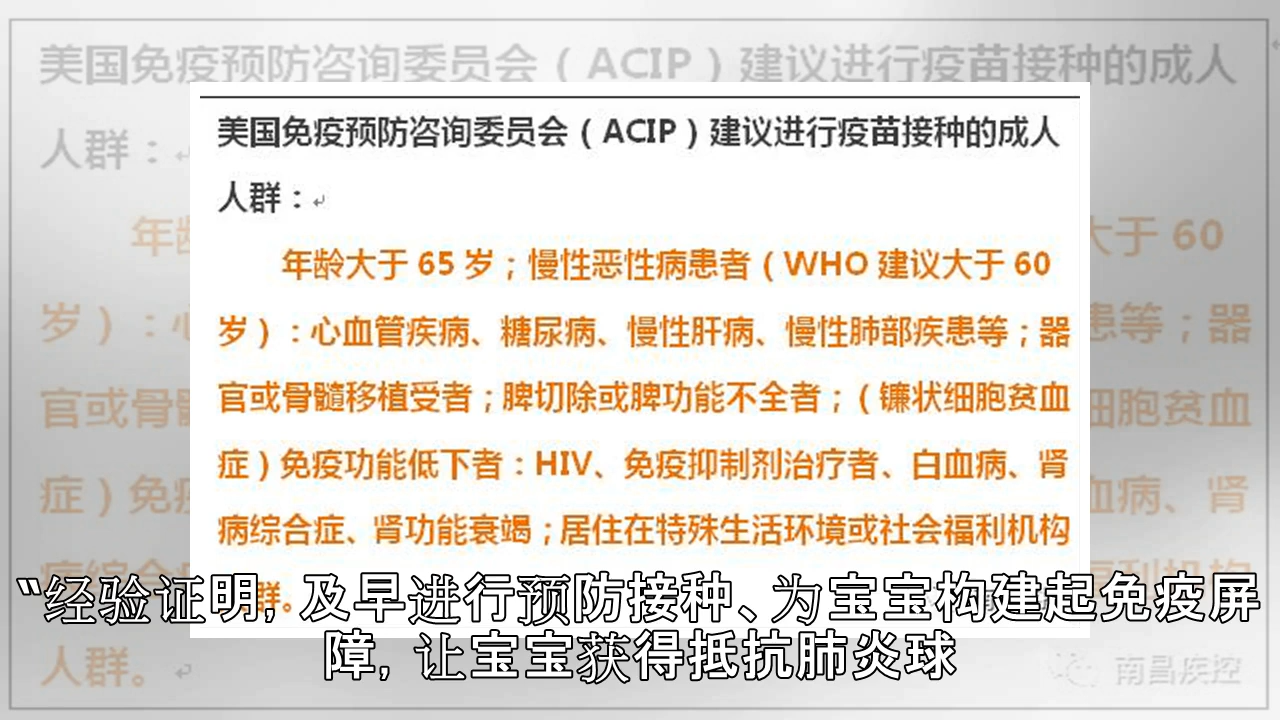 美国免疫预防咨询委员会（ACIP）建议进行疫苗接种的成人
人群：
年龄大于 65 岁；慢性恶性病患者（WHO 建议大于 60
岁）：心血管疾病、糖尿病、慢性肝病、慢性肺部疾患等；器
官或骨髓移植受者；脾切除或脾功能不全者；（镰状细胞贫血
症）免疫功能低下者：HIV、免疫抑制剂治疗者、白血病、肾
病综合症、肾功能衰竭；居住在特殊生活环境或社会福利机构
群。
“经验证明, 及早进行预防接种、为宝宝构建起免疫屏
障, 让宝宝获得抵抗肺炎球
南昌疾控